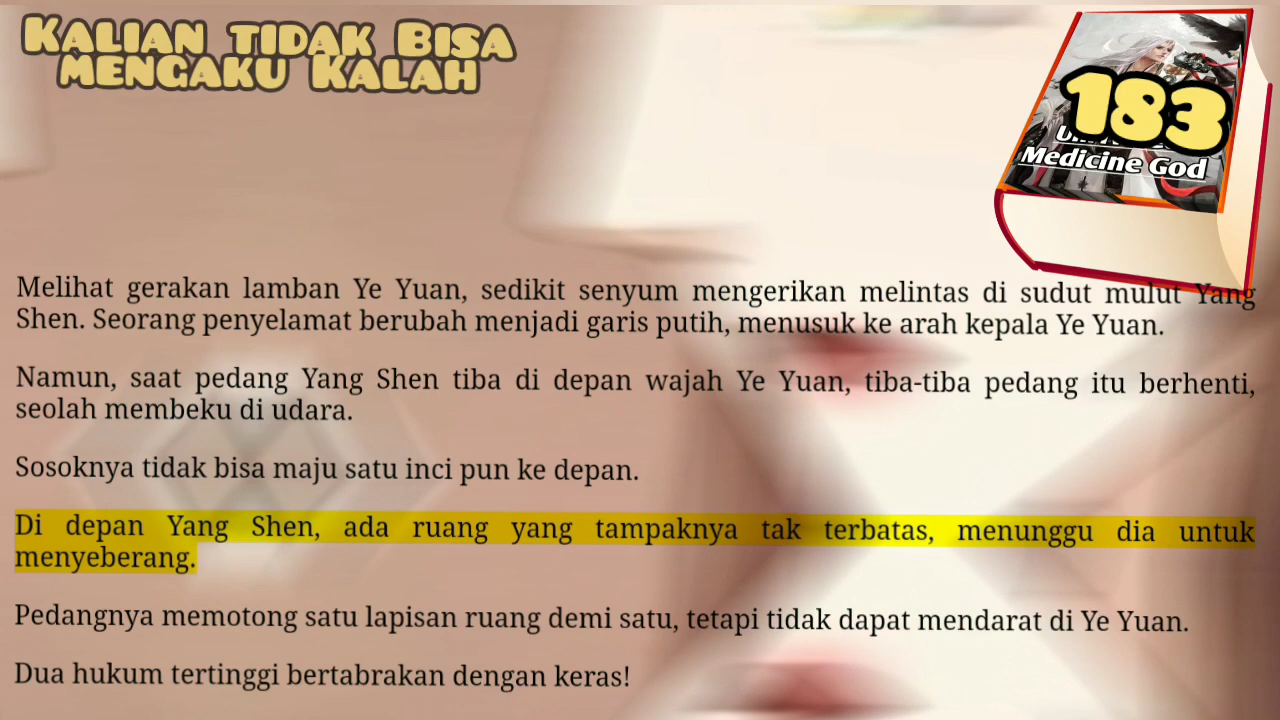 Kalian tidak Bisa
mengaku Kalah
183
Medicine God
Melihat gerakan lamban Ye Yuan, sedikit senyum mengerikan melintas di sudut mulut Yang
Shen. Seorang penyelamat berubah menjadi garis putih, menusuk ke arah kepala Ye Yuan.
Namun, saat pedang Yang Shen tiba di depan wajah Ye Yuan, tiba-tiba pedang itu berhenti,
seolah membeku di udara.
Sosoknya tidak bisa maju satu inci pun ke depan.
Di depan Yang Shen, ada ruang yang tampaknya tak terbatas, menunggu dia untuk
menyeberang.
Pedangnya memotong satu lapisan ruang demi satu, tetapi tidak dapat mendarat di Ye Yuan.
Dua hukum tertinggi bertabrakan dengan keras!